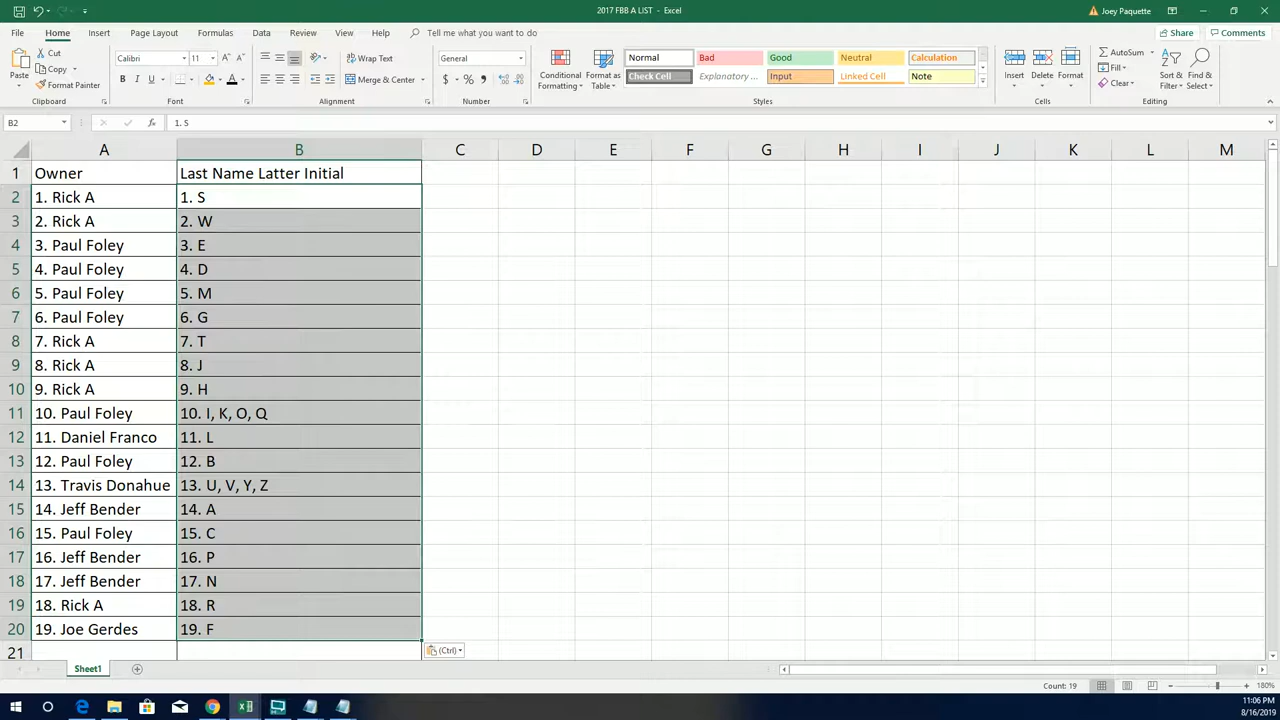 2017 FBB A LIST - Excel
Joey Paquette
File Home Insert Page Layout Formulas Data Review View Help Tell me what you want to do Share Comments
Paste Cut Copy Format Painter Clipboard
Calibri 11 B I U A A A Font
Wrap Text Merge & Center Alignment
General $ % , Number
Conditional Formatting Format as Table
Normal Bad Good Neutral Calculation
Check Cell Explanatory ... Input Linked Cell Note
Styles
Insert Delete Format Cells
AutoSum Fill Clear Sort & Filter Find & Select Editing
B2 fx 1. S
A B C D E F G H I J K L M
1 Owner Last Name Latter Initial
2 1. Rick A 1. S
3 2. Rick A 2. W
4 3. Paul Foley 3. E
5 4. Paul Foley 4. D
6 5. Paul Foley 5. M
7 6. Paul Foley 6. G
8 7. Rick A 7. T
9 8. Rick A 8. J
10 9. Rick A 9. H
11 10. Paul Foley 10. I, K, O, Q
12 11. Daniel Franco 11. L
13 12. Paul Foley 12. B
14 13. Travis Donahue 13. U, V, Y, Z
15 14. Jeff Bender 14. A
16 15. Paul Foley 15. C
17 16. Jeff Bender 16. P
18 17. Jeff Bender 17. N
19 18. Rick A 18. R
20 19. Joe Gerdes 19. F
21
(Ctrl)
Sheet1
Count: 19 180%
11:06 PM
8/16/2019